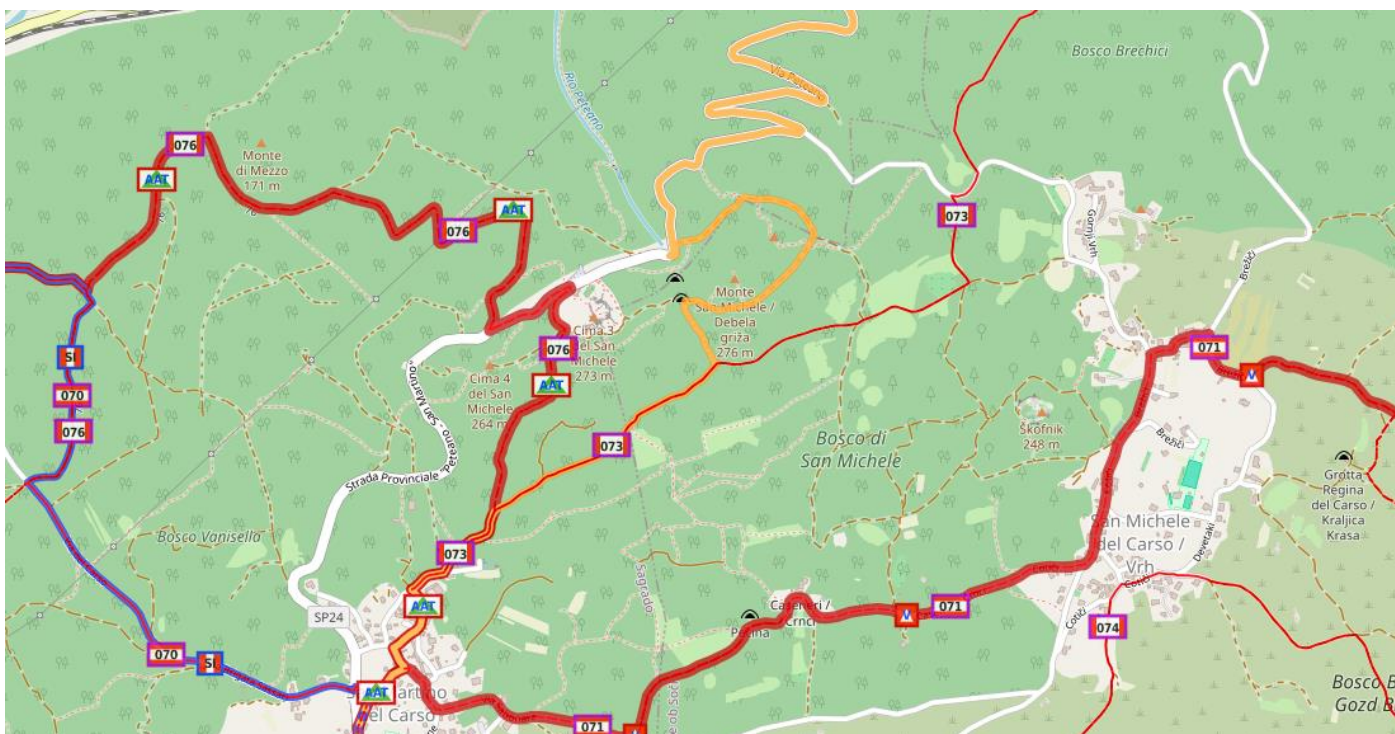 Bosco Brechici
Rio Peteano
Via Peteano
076
Monte
di Mezzo
171 m
AAT
AAT
076
073
Gornji Vrh
Brežiči
Monte
San Michele /
Debela
griža
276 m
Cima 3
del San
Michele
273 m
076
AAT
071
V
SI
070
076
Cima 4
del San
Michele
264 m
Škofnik
248 m
Brežiči
073
Bosco di
San Michele
Strada Provinciale "Peteano - San Martino"
Grotta
Regina
del Carso /
Kraljica
Krasa
Bosco Vanisella
San Michele
del Carso /
Vrh
Devetaki
073
Cotiči
Sagrado
SP24
AAT
Pečina
V
071
Cotiči
074
070
SI
AAT
del Carso
071